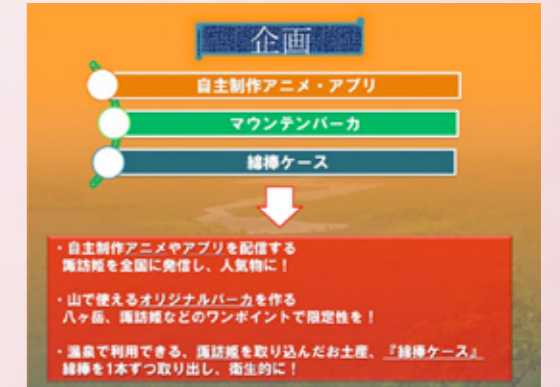 企画
自主制作アニメ・アプリ
マウンテンパーカ
綿棒ケース
・自主制作アニメやアプリを配信する
諏訪姫を全国に発信し、人気物に！
・山で使えるオリジナルパーカを作る
八ヶ岳、諏訪姫などのワンポイントで限定性を！
・温泉で利用できる、諏訪姫を取り込んだお土産、『綿棒ケース』
綿棒を1本ずつ取り出し、衛生的に！